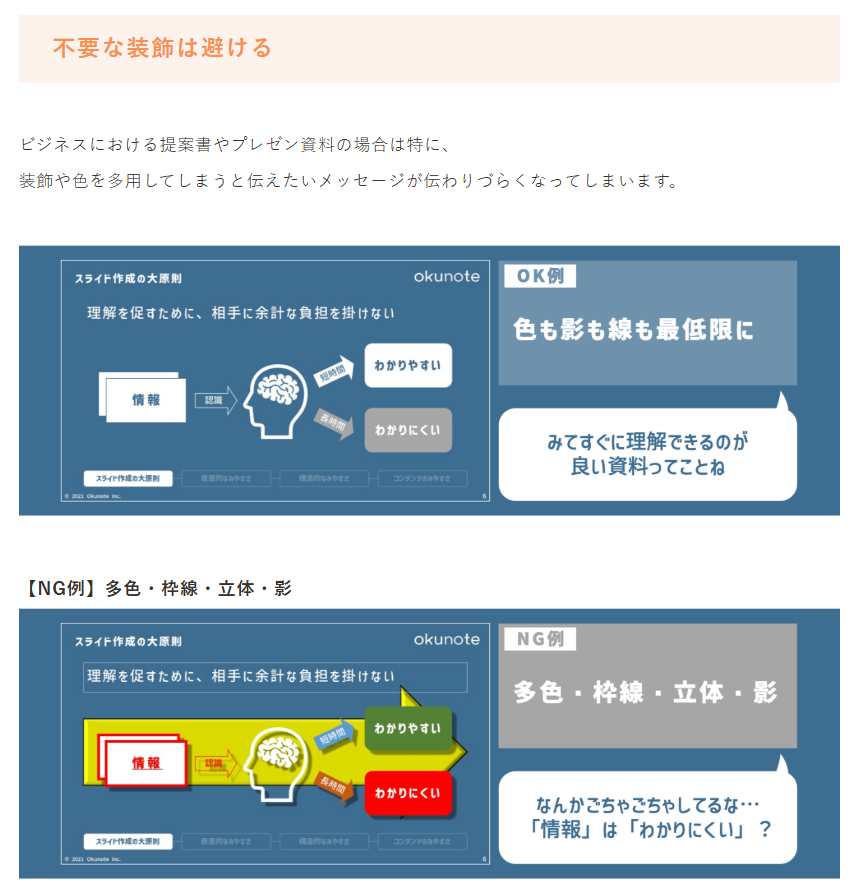 不要な装飾は避ける
ビジネスにおける提案書やプレゼン資料の場合は特に、
装飾や色を多用してしまうと伝えたいメッセージが伝わりづらくなってしまいます。
スライド作成の大原則
okunote
理解を促すために、相手に余計な負担を掛けない
情報
認識
短時間
わかりやすい
長時間
わかりにくい
スライド作成の大原則
表層的なみやすさ
構造的なみやすさ
コンテンツのみやすさ
© 2021 Okunote Inc.
6
OK例
色も影も線も最低限に
みてすぐに理解できるのが
良い資料ってことね
【NG例】多色・枠線・立体・影
スライド作成の大原則
okunote
理解を促すために、相手に余計な負担を掛けない
情報
認識
短時間
わかりやすい
長時間
わかりにくい
スライド作成の大原則
表層的なみやすさ
構造的なみやすさ
コンテンツのみやすさ
© 2021 Okunote Inc.
6
NG例
多色・枠線・立体・影
なんかごちゃごちゃしてるな…
「情報」は「わかりにくい」？